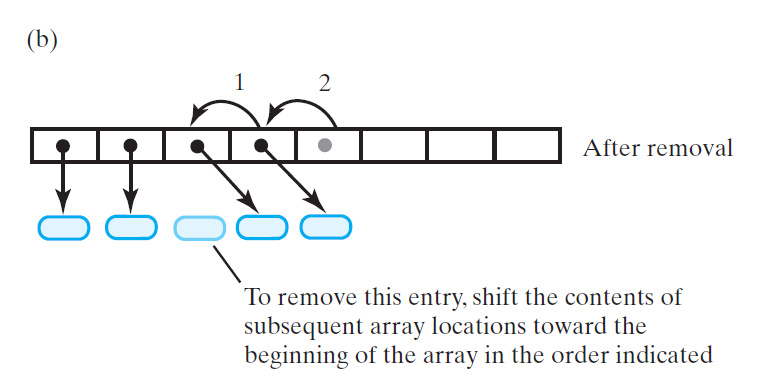 (b)
1 2
After removal
To remove this entry, shift the contents of
subsequent array locations toward the
beginning of the array in the order indicated